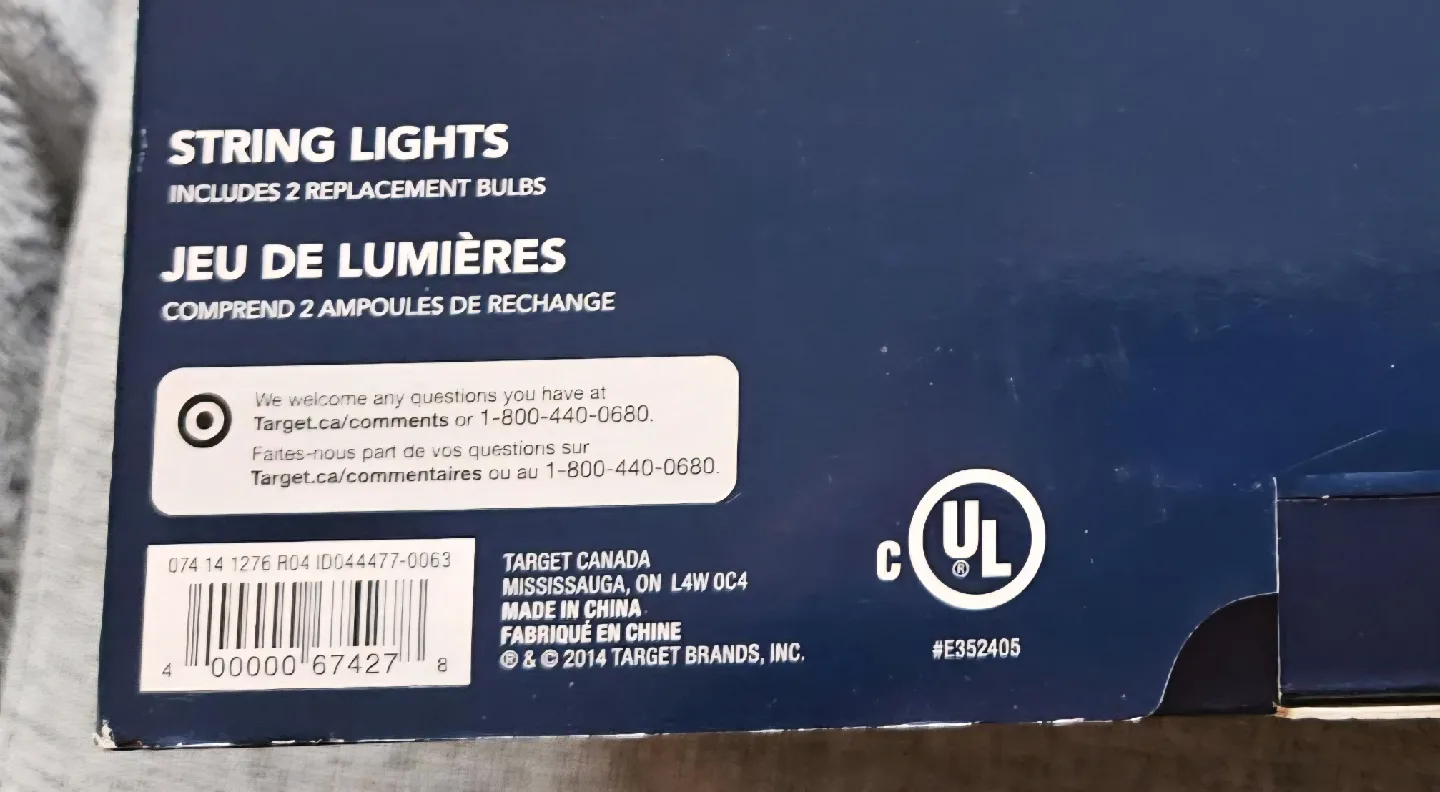 STRING LIGHTS
INCLUDES 2 REPLACEMENT BULBS
JEU DE LUMIÈRES
COMPREND 2 AMPOULES DE RECHANGE
We welcome any questions you have at
Target.ca/comments or 1-800-440-0680.
Faites-nous part de vos questions sur
Target.ca/commentaires ou au 1-800-440-0680.
074 14 1276 R04 ID044477-0063
4 00000 67427 8
TARGET CANADA
MISSISSAUGA, ON L4W 0C4
MADE IN CHINA
FABRIQUÉ EN CHINE
® & © 2014 TARGET BRANDS, INC.
C UL ®
#E352405